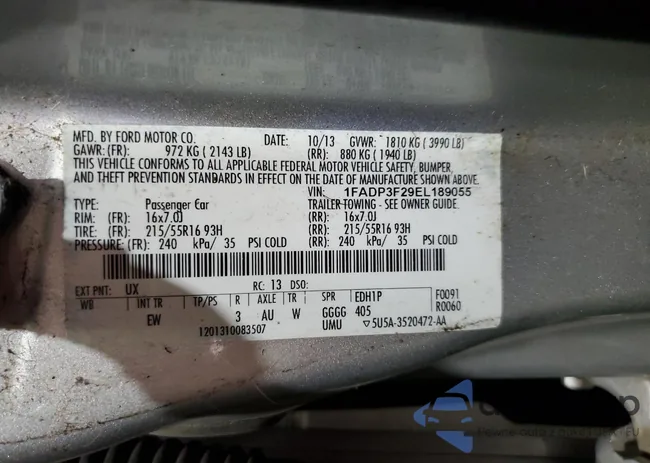 MFD. BY FORD MOTOR CO. DATE: 10/13 GVWR: 1810 KG ( 3990 LB)
GAWR: (FR): 972 KG ( 2143 LB) (RR): 880 KG ( 1940 LB)
THIS VEHICLE CONFORMS TO ALL APPLICABLE FEDERAL MOTOR VEHICLE SAFETY, BUMPER,
AND THEFT PREVENTION STANDARDS IN EFFECT ON THE DATE OF MANUFACTURE SHOWN ABOVE.
VIN: 1FADP3F29EL189055
TYPE: Passenger Car TRAILER TOWING - SEE OWNER GUIDE.
RIM: (FR): 16x7.0J (RR): 16x7.0J
TIRE: (FR): 215/55R16 93H (RR): 215/55R16 93H
PRESSURE: (FR): 240 kPa/ 35 PSI COLD (RR): 240 kPa/ 35 PSI COLD
EXT PNT: UX RC: 13 DSO:
WB INT TR TP/PS R AXLE TR SPR EDH1P F0091
EW 3 AU W GGGG 405 R0060
1201310083507 UMU ▽5U5A-3520472-AA